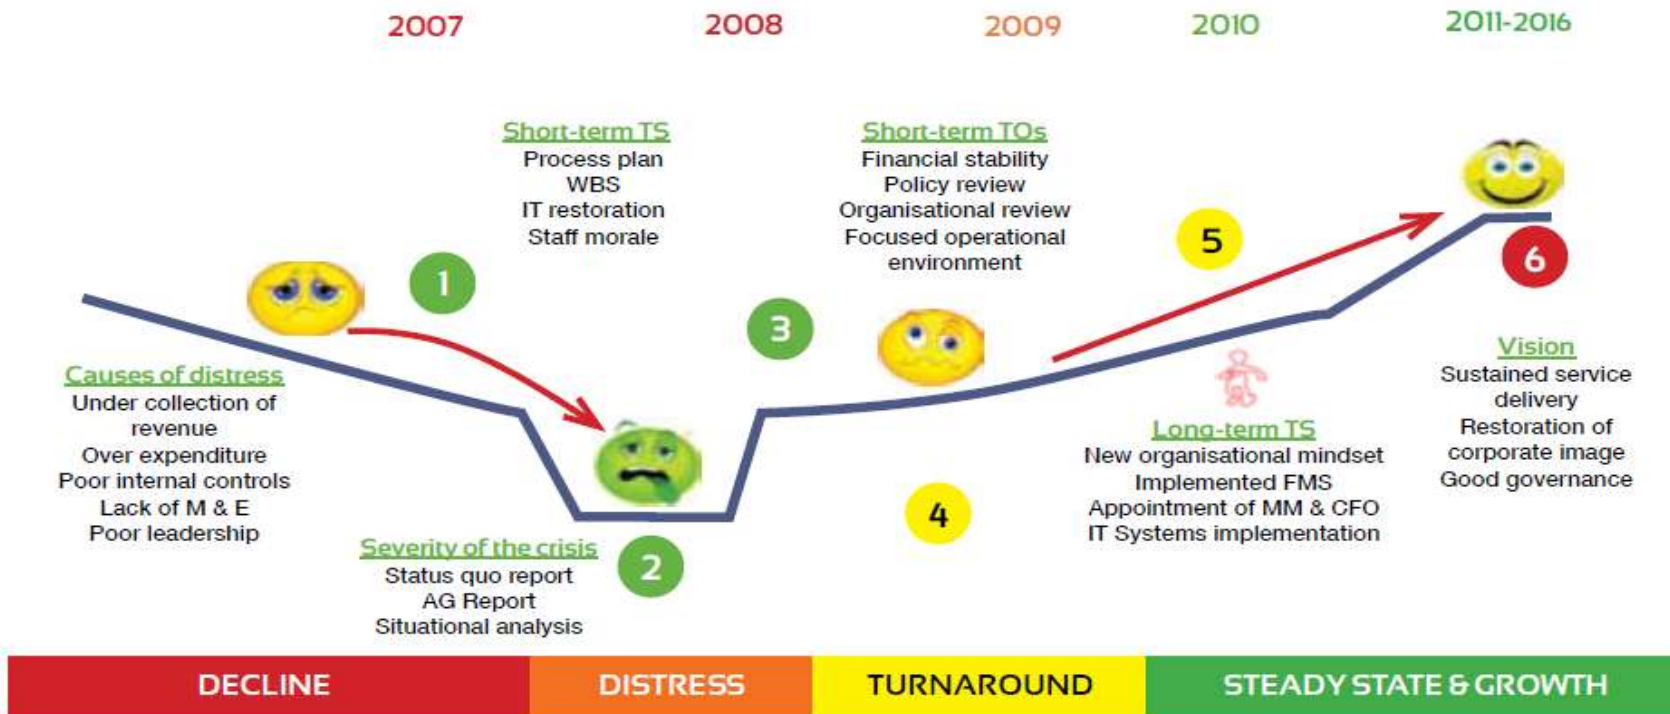 2007
2008
2009
2010
2011-2016
Short-term TS
Process plan
WBS
IT restoration
Staff morale
Short-term TOs
Financial stability
Policy review
Organisational review
Focused operational
environment
1
3
5
6
Causes of distress
Under collection of
revenue
Over expenditure
Poor internal controls
Lack of M & E
Poor leadership
Severity of the crisis
Status quo report
AG Report
Situational analysis
2
4
Long-term TS
New organisational mindset
Implemented FMS
Appointment of MM & CFO
IT Systems implementation
Vision
Sustained service
delivery
Restoration of
corporate image
Good governance
DECLINE
DISTRESS
TURNAROUND
STEADY STATE & GROWTH